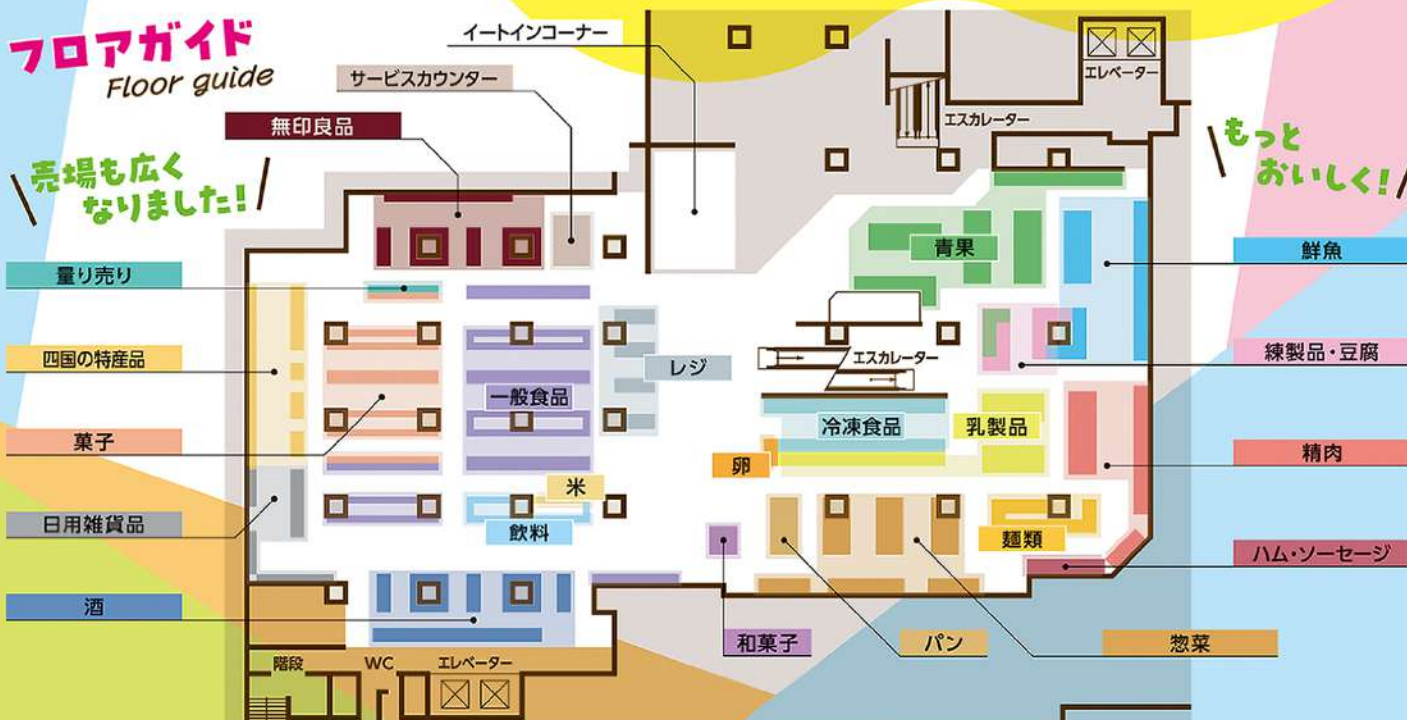 フロアガイド
Floor guide
イートインコーナー
サービスカウンター
無印良品
エレベーター
エスカレーター
売場も広く
なりました!
もっと
おいしく!
青果
鮮魚
量り売り
四国の特産品
レジ
エスカレーター
練製品・豆腐
一般食品
冷凍食品
乳製品
菓子
卵
精肉
米
日用雑貨品
飲料
麺類
ハム・ソーセージ
酒
和菓子
パン
惣菜
階段
WC
エレベーター